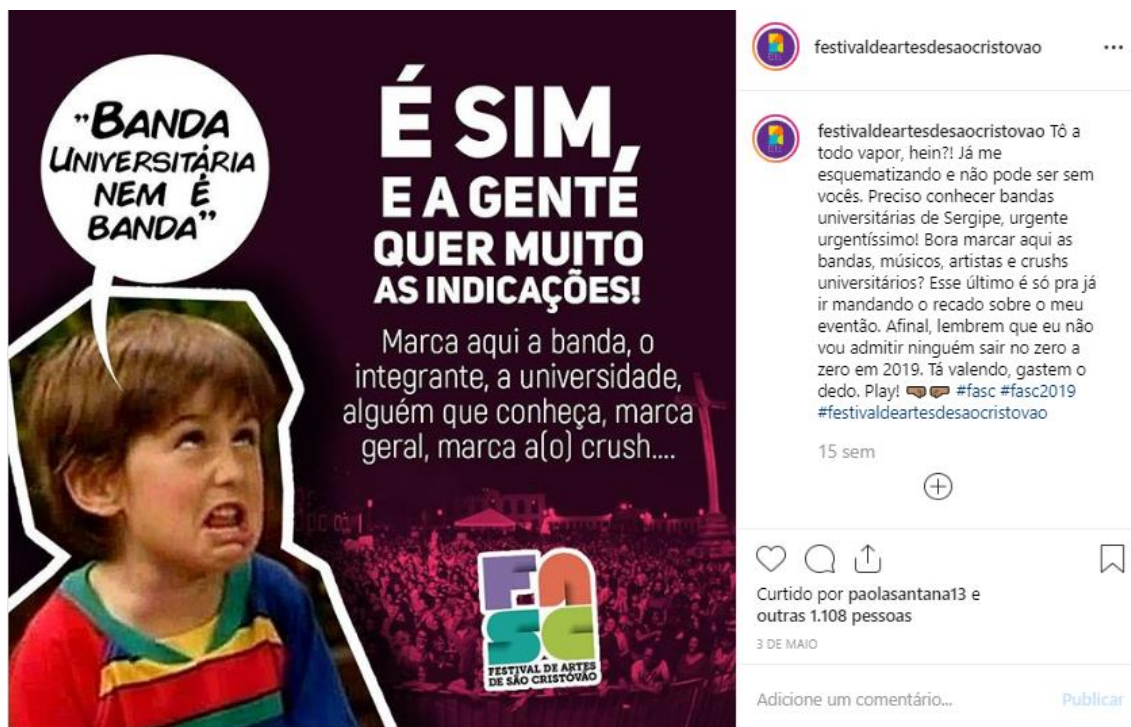 "BANDA
UNIVERSITÁRIA
NEM É
BANDA"
É SIM,
E A GENTE
QUER MUITO
AS INDICAÇÕES!
Marca aqui a banda, o
integrante, a universidade,
alguém que conheça, marca
geral, marca a(o) crush....
FASC
FESTIVAL DE ARTES
DE SÃO CRISTÓVÃO
festivaldeartesdesaocristovao
festivaldeartesdesaocristovao Tô a
todo vapor, hein?! Já me
esquematizando e não pode ser sem
vocês. Preciso conhecer bandas
universitárias de Sergipe, urgente
urgentíssimo! Bora marcar aqui as
bandas, músicos, artistas e crushs
universitários? Esse último é só pra já
ir mandando o recado sobre o meu
eventão. Afinal, lembrem que eu não
vou admitir ninguém sair no zero a
zero em 2019. Tá valendo, gastem o
dedo. Play! 🤜🏾🤛🏾 #fasc #fasc2019
#festivaldeartesdesaocristovao
15 sem
Curtido por paolasantana13 e
outras 1.108 pessoas
3 DE MAIO
Adicione um comentário... Publicar